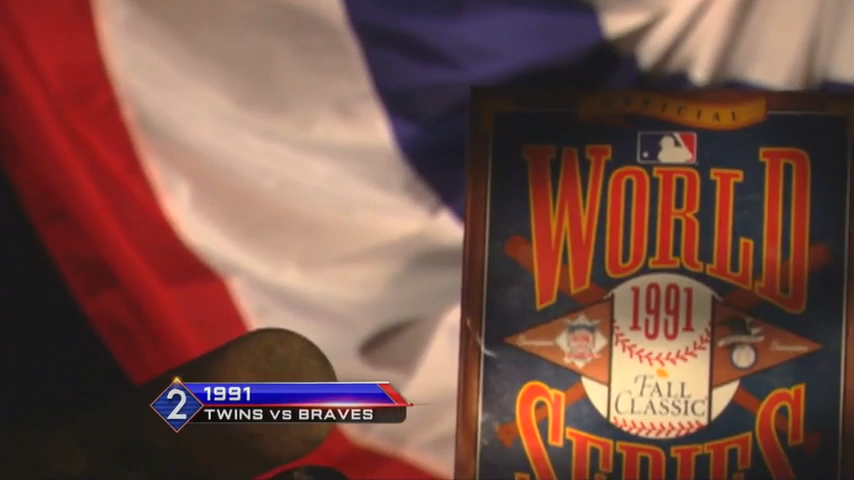 OFFICIAL
WORLD
1991
FALL
CLASSIC
SERIES
2
1991
TWINS VS BRAVES